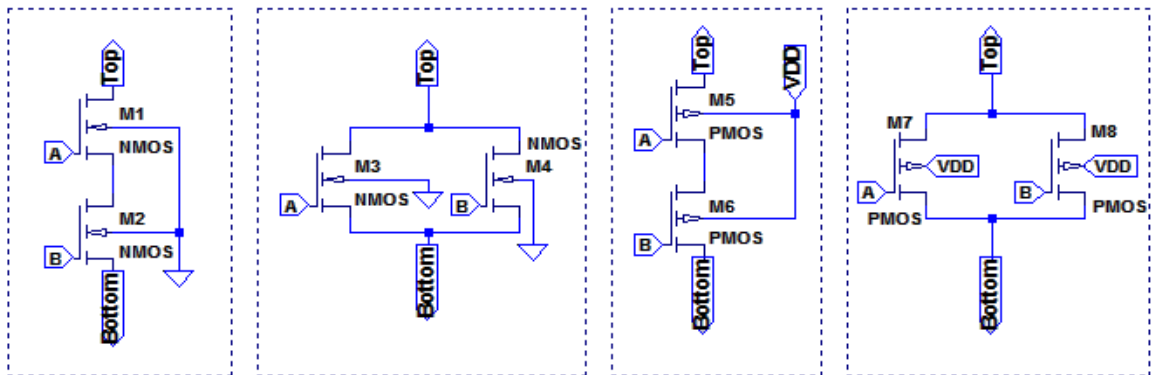 Top
M1
A
NMOS
M2
B
NMOS
Bottom
Top
NMOS
M3
M4
A
NMOS
B
Bottom
Top
VDD
M5
A
PMOS
M6
B
PMOS
Bottom
Top
M7
M8
VDD
VDD
A
B
PMOS
PMOS
Bottom